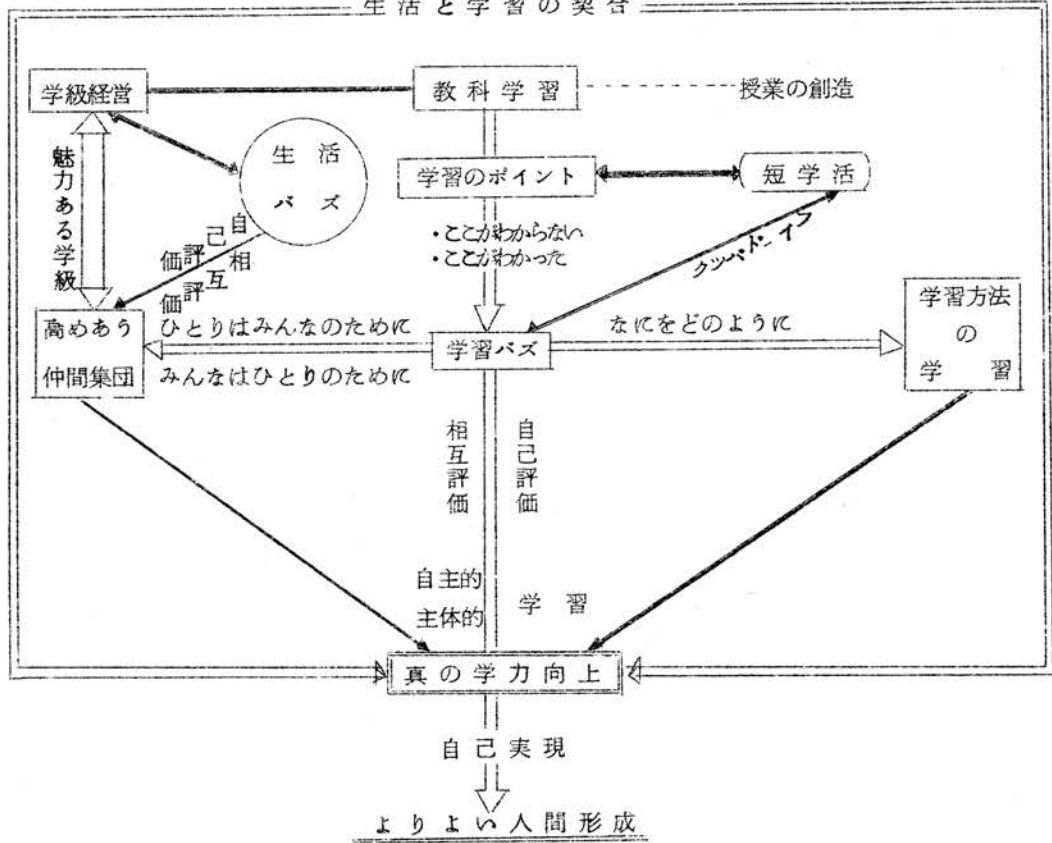 生活と学習の契合
学級経営
教科学習
授業の創造
魅力ある学級
生活
バズ
学習のポイント
短学活
・ここがわからない
・ここがわかった
自己評価
相互評価
フィードバック
高めあう
仲間集団
ひとりはみんなのために
みんなはひとりのために
学習バズ
なにをどのように
学習方法
の
学習
相互評価
自己評価
自主的
主体的
学習
真の学力向上
自己実現
よりよい人間形成